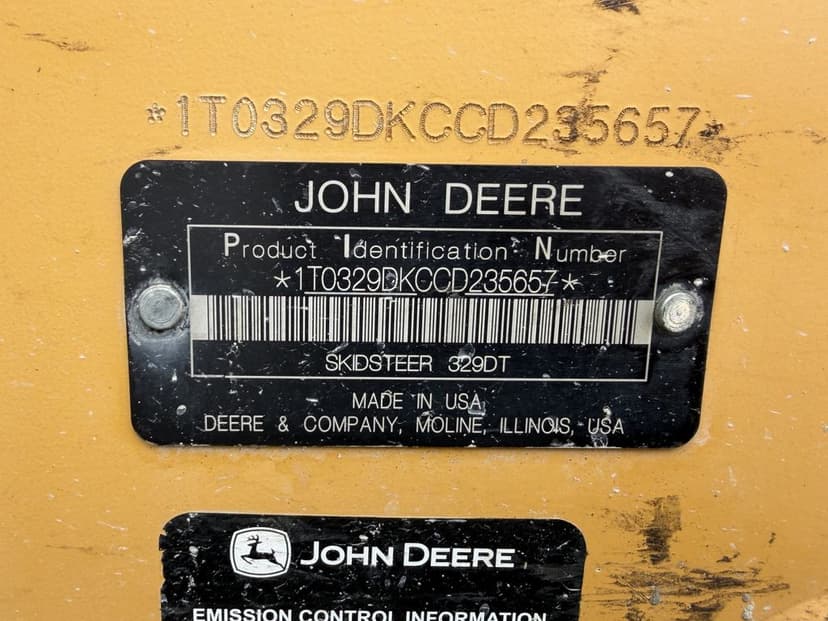 *1T0329DKCCD235657*
JOHN DEERE
Product Identification Number
*1T0329DKCCD235657*
SKIDSTEER 329DT
MADE IN USA
DEERE & COMPANY, MOLINE, ILLINOIS, USA
JOHN DEERE
EMISSION CONTROL INFORMATION